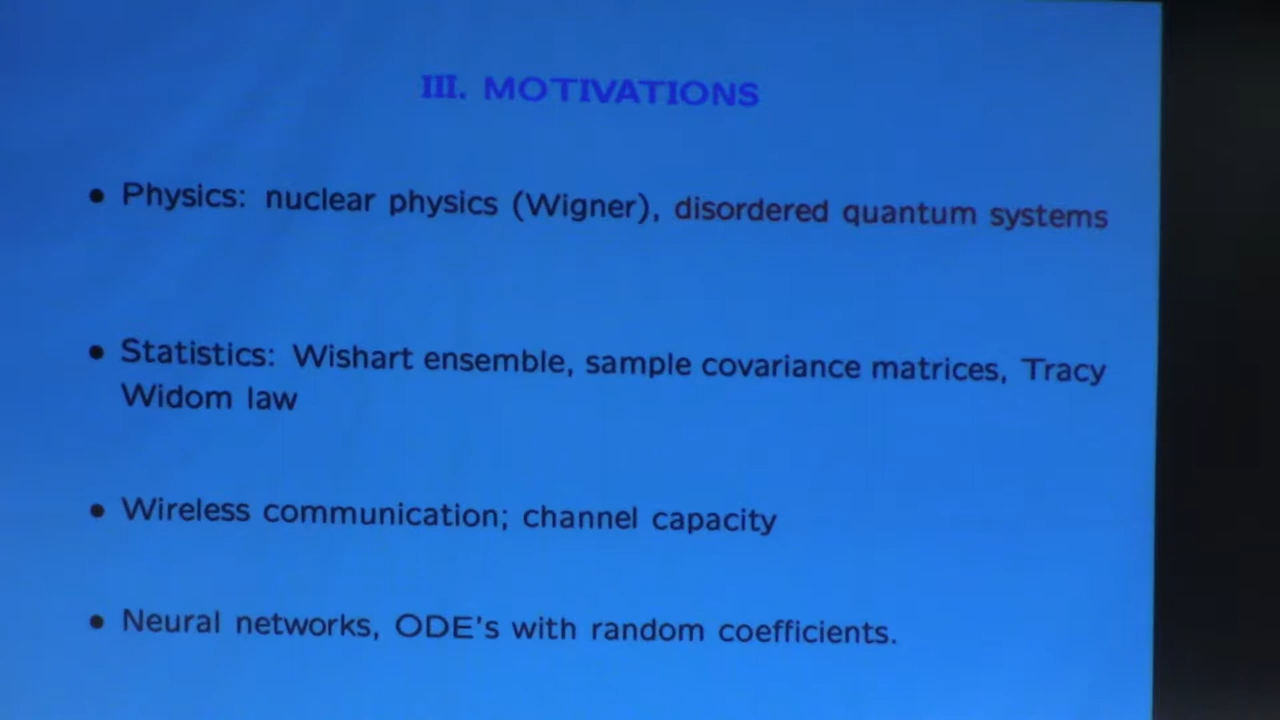 III. MOTIVATIONS
• Physics: nuclear physics (Wigner), disordered quantum systems
• Statistics: Wishart ensemble, sample covariance matrices, Tracy
Widom law
• Wireless communication; channel capacity
• Neural networks, ODE's with random coefficients.